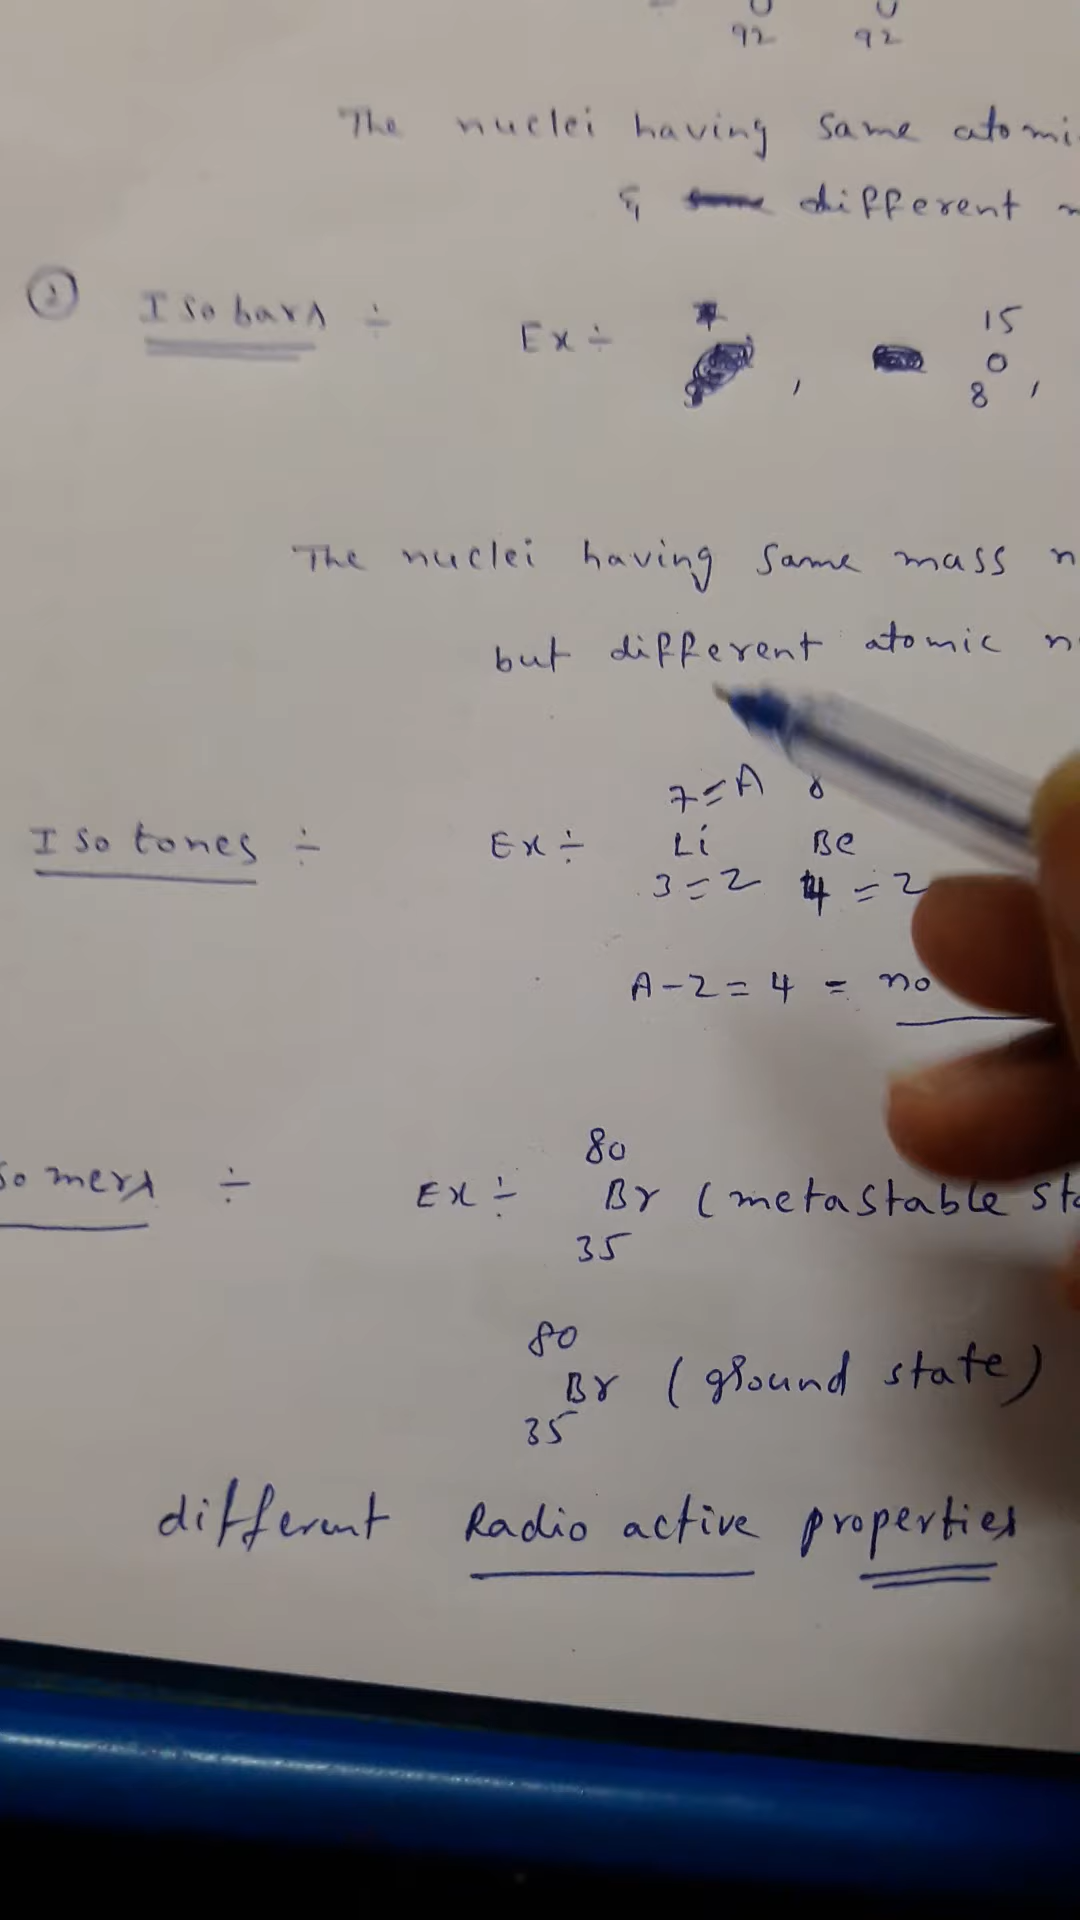 92 92
The nuclei having same atomi
& different
② Isobars ÷ Ex ÷ , 15
O
8 ,
The nuclei having same mass n
but different atomic n
7 = A 8
Isotones ÷ Ex ÷ Li Be
3 = Z 4 = Z
A - Z = 4 = no
80
somers ÷ Ex ÷ Br (metastable sta
35
80
Br (ground state)
35
different Radio active properties